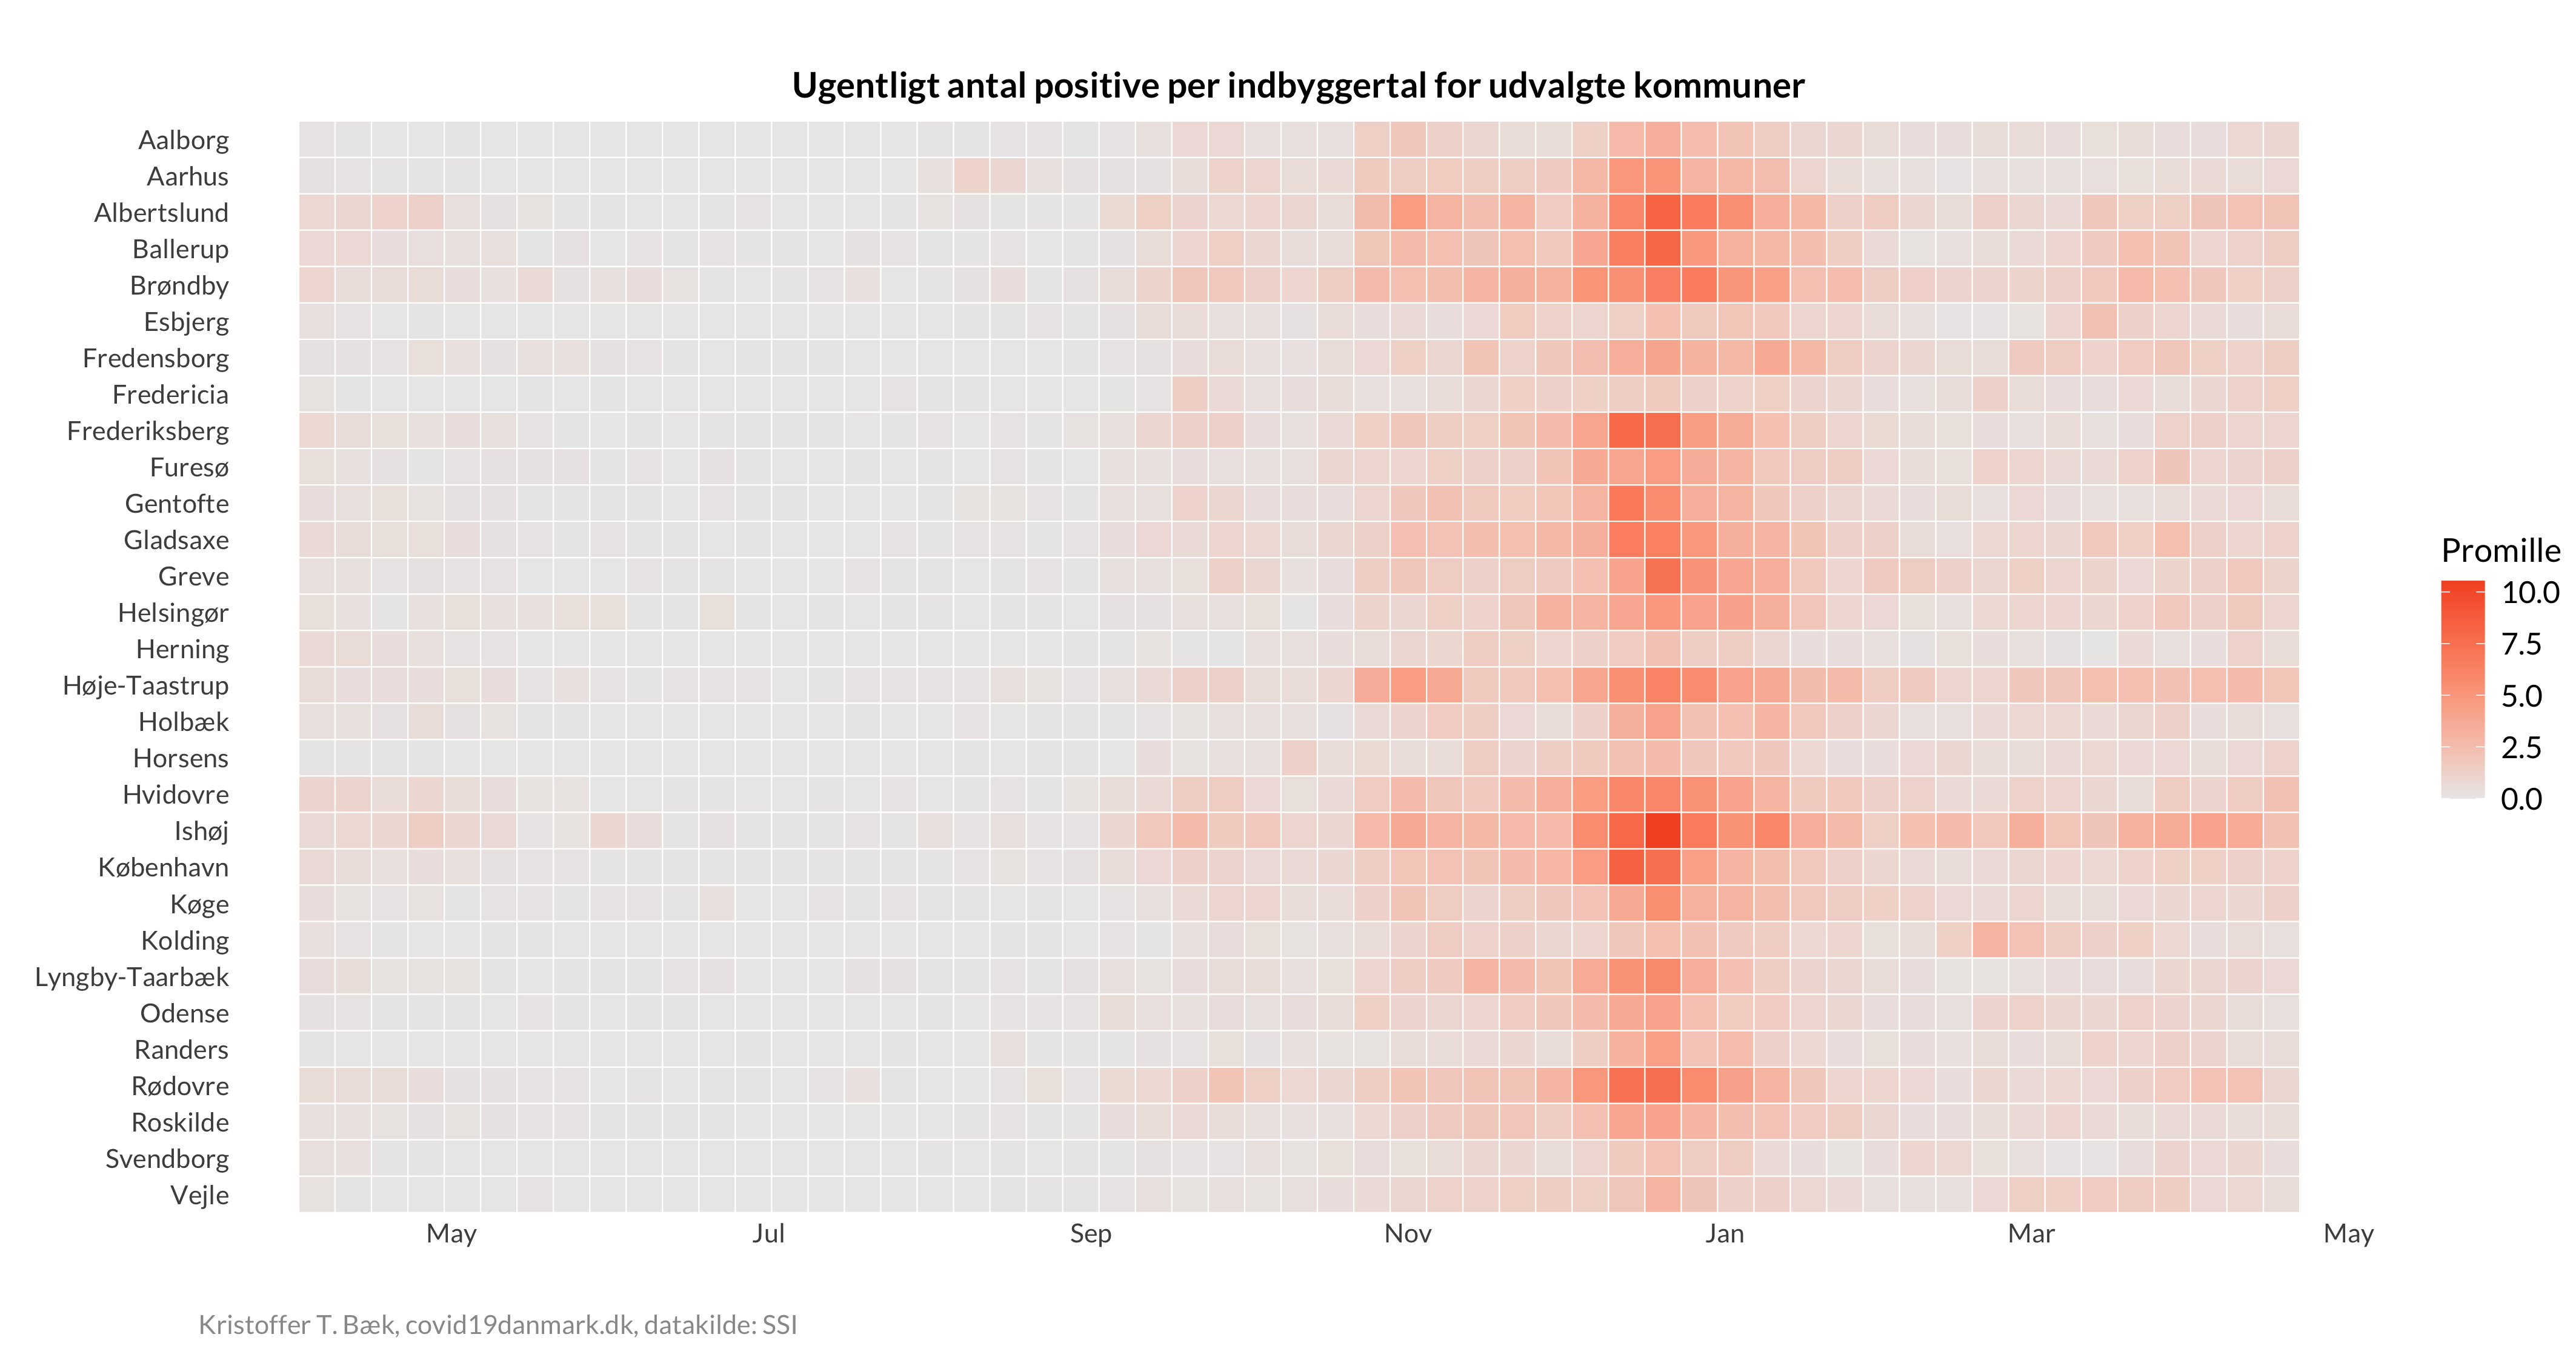 Ugentligt antal positive per indbyggertal for udvalgte kommuner
Aalborg
Aarhus
Albertslund
Ballerup
Brøndby
Esbjerg
Fredensborg
Fredericia
Frederiksberg
Furesø
Gentofte
Gladsaxe
Greve
Helsingør
Herning
Høje-Taastrup
Holbæk
Horsens
Hvidovre
Ishøj
København
Køge
Kolding
Lyngby-Taarbæk
Odense
Randers
Rødovre
Roskilde
Svendborg
Vejle
May Jul Sep Nov Jan Mar May
Promille
10.0
7.5
5.0
2.5
0.0
Kristoffer T. Bæk, covid19danmark.dk, datakilde: SSI